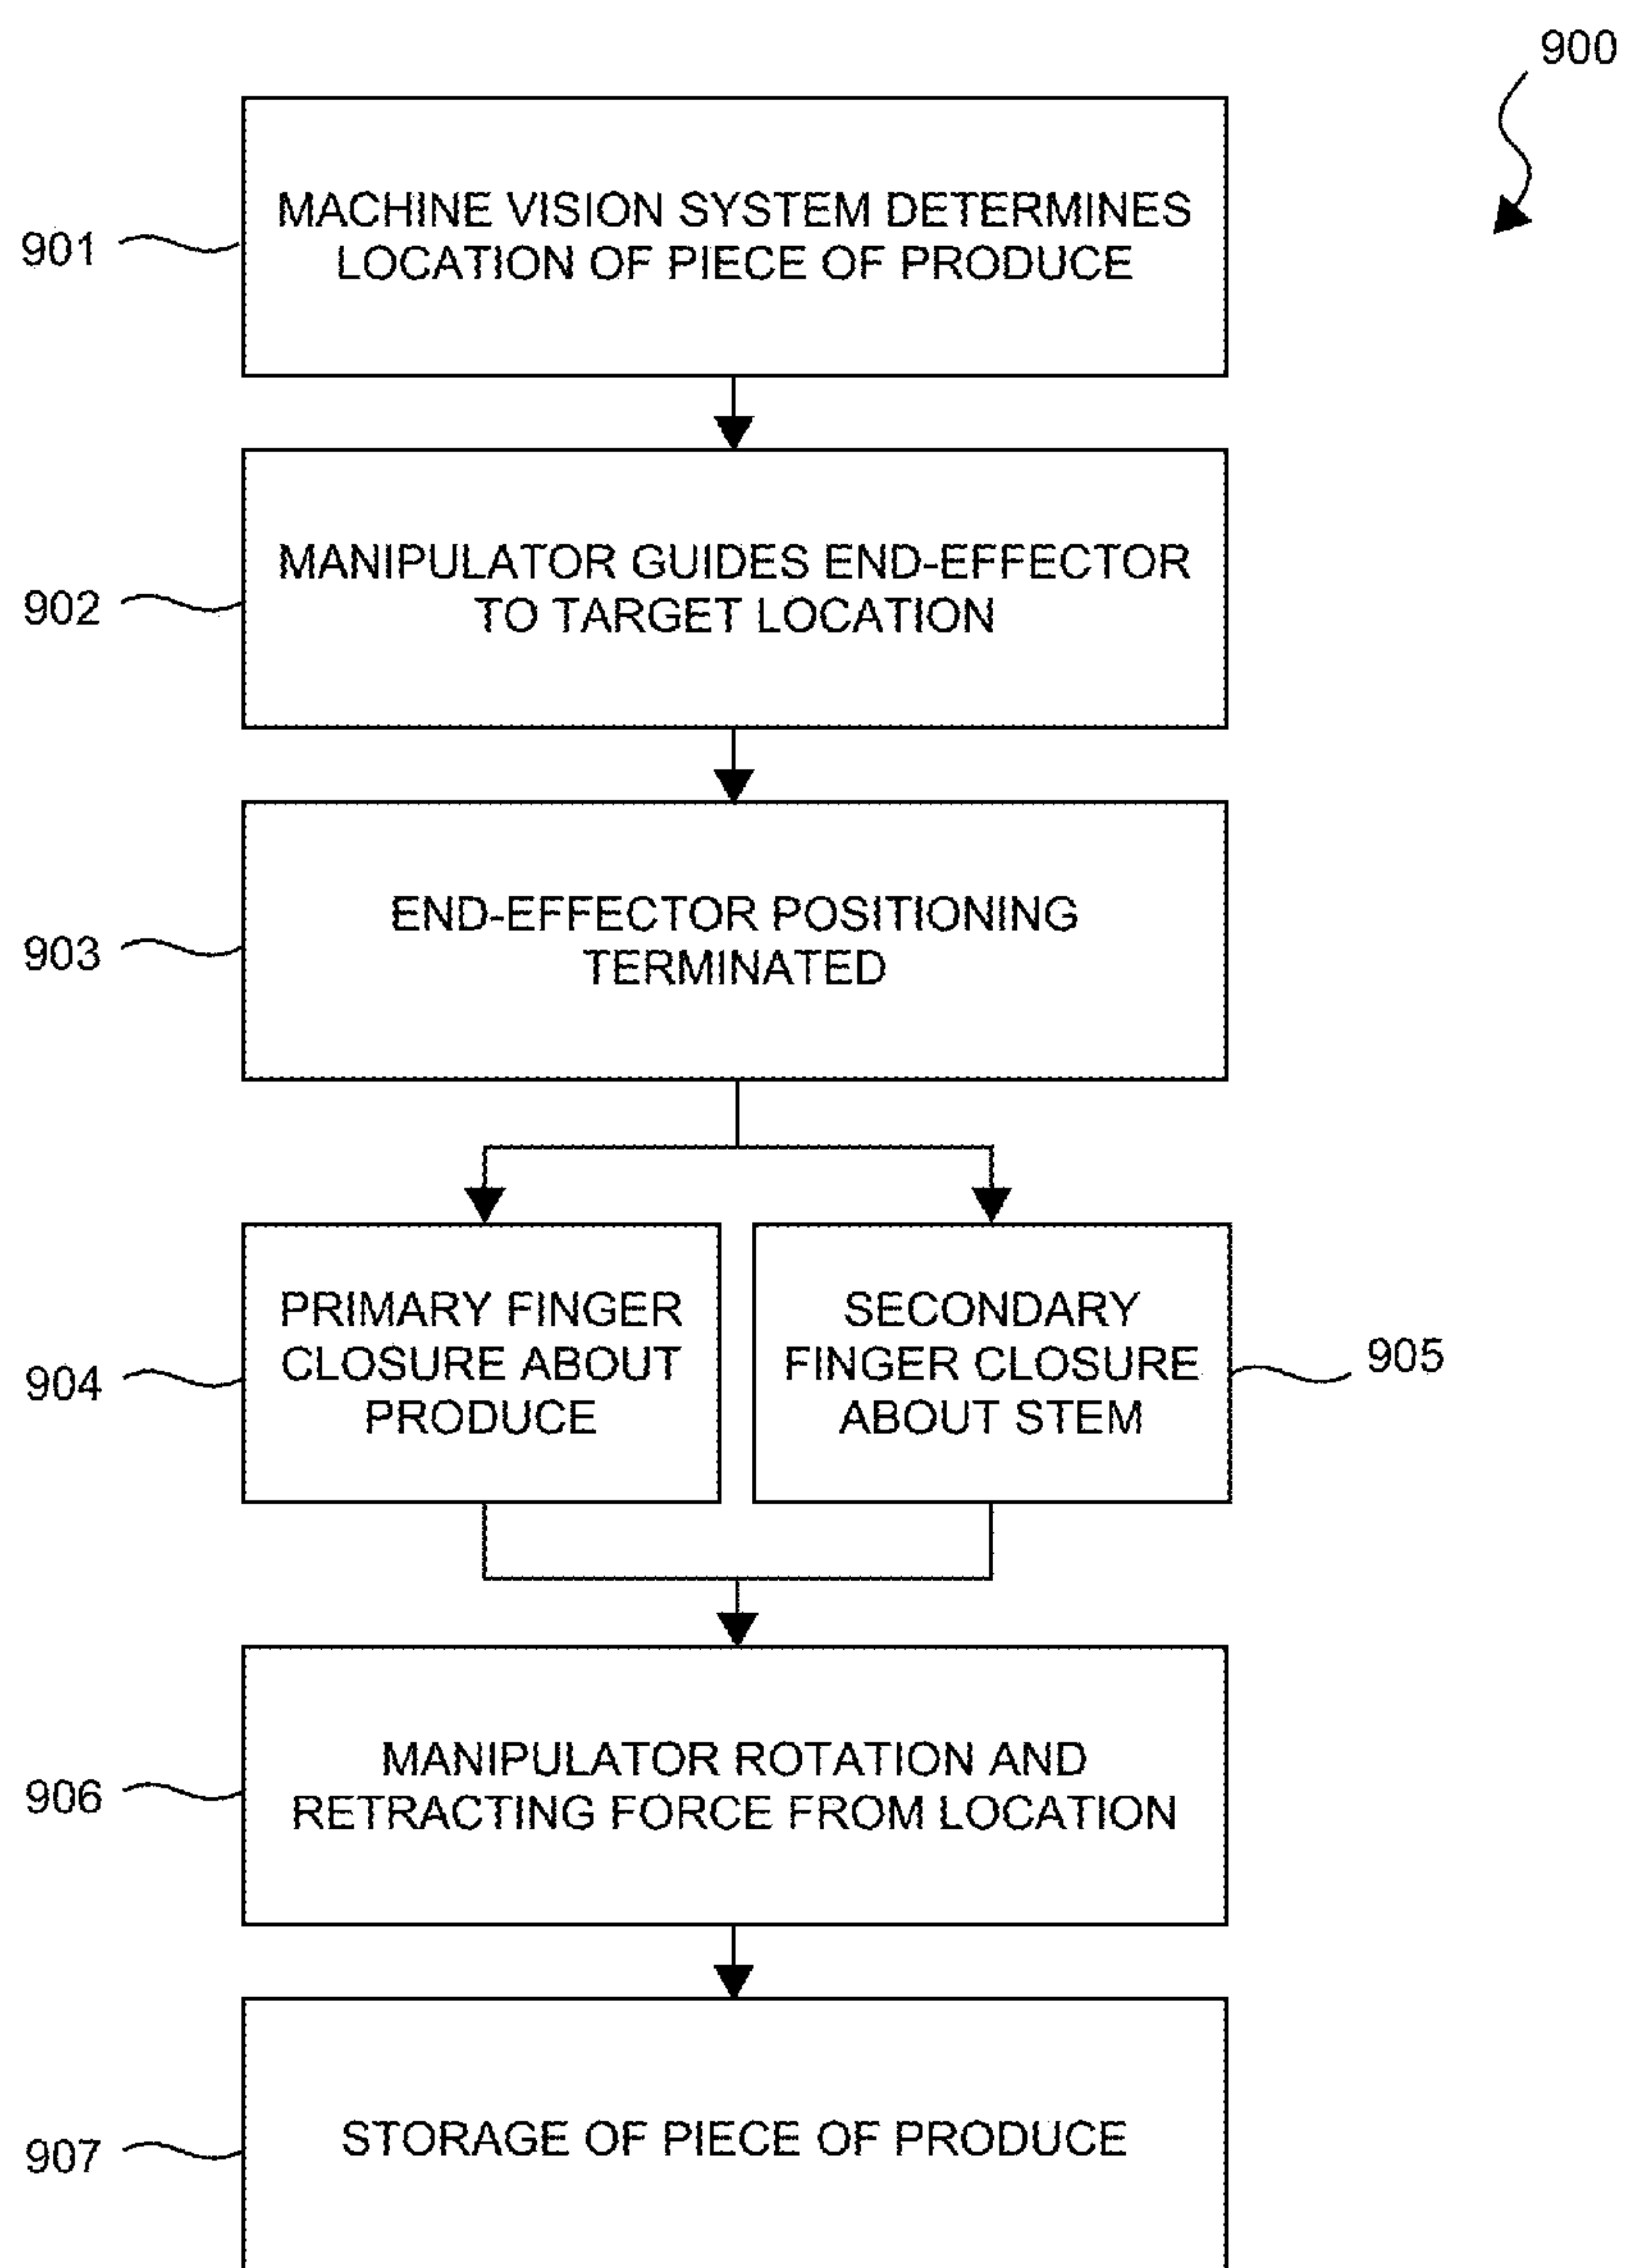 900
901
MACHINE VISION SYSTEM DETERMINES
LOCATION OF PIECE OF PRODUCE
902
MANIPULATOR GUIDES END-EFFECTOR
TO TARGET LOCATION
903
END-EFFECTOR POSITIONING
TERMINATED
904
PRIMARY FINGER
CLOSURE ABOUT
PRODUCE
SECONDARY
FINGER CLOSURE
ABOUT STEM
905
906
MANIPULATOR ROTATION AND
RETRACTING FORCE FROM LOCATION
907
STORAGE OF PIECE OF PRODUCE